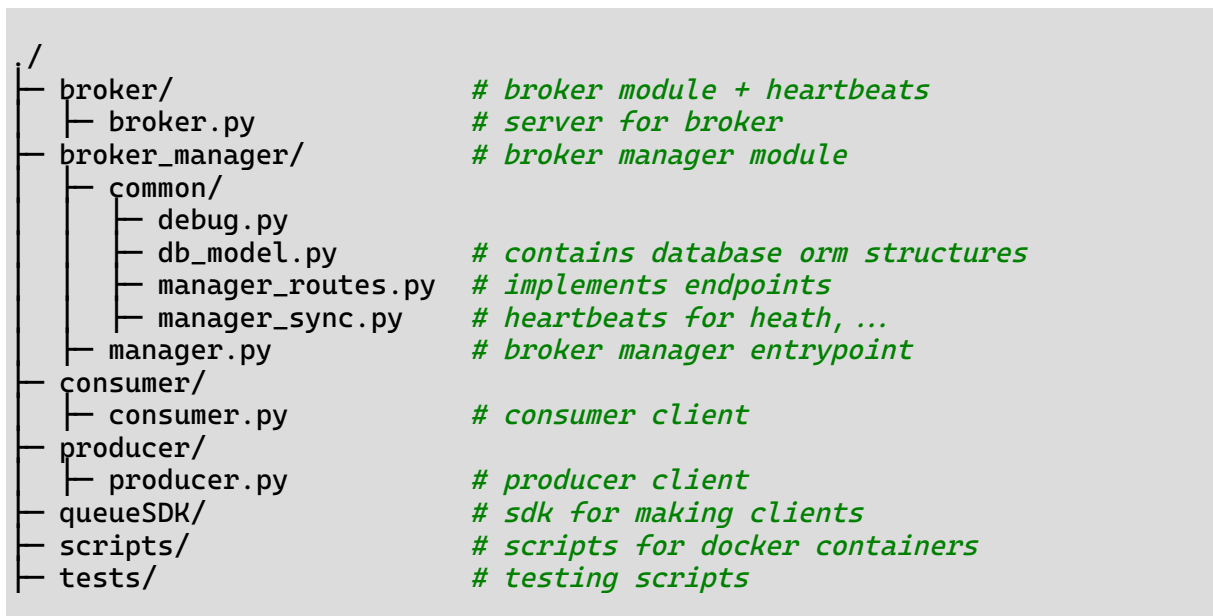 ./
├─ broker/ # broker module + heartbeats
│ ├─ broker.py # server for broker
├─ broker_manager/ # broker manager module
│ ├─ common/
│ │ ├─ debug.py
│ │ ├─ db_model.py # contains database orm structures
│ │ ├─ manager_routes.py # implements endpoints
│ │ ├─ manager_sync.py # heartbeats for heath, ...
│ ├─ manager.py # broker manager entrypoint
├─ consumer/
│ ├─ consumer.py # consumer client
├─ producer/
│ ├─ producer.py # producer client
├─ queueSDK/ # sdk for making clients
├─ scripts/ # scripts for docker containers
├─ tests/ # testing scripts